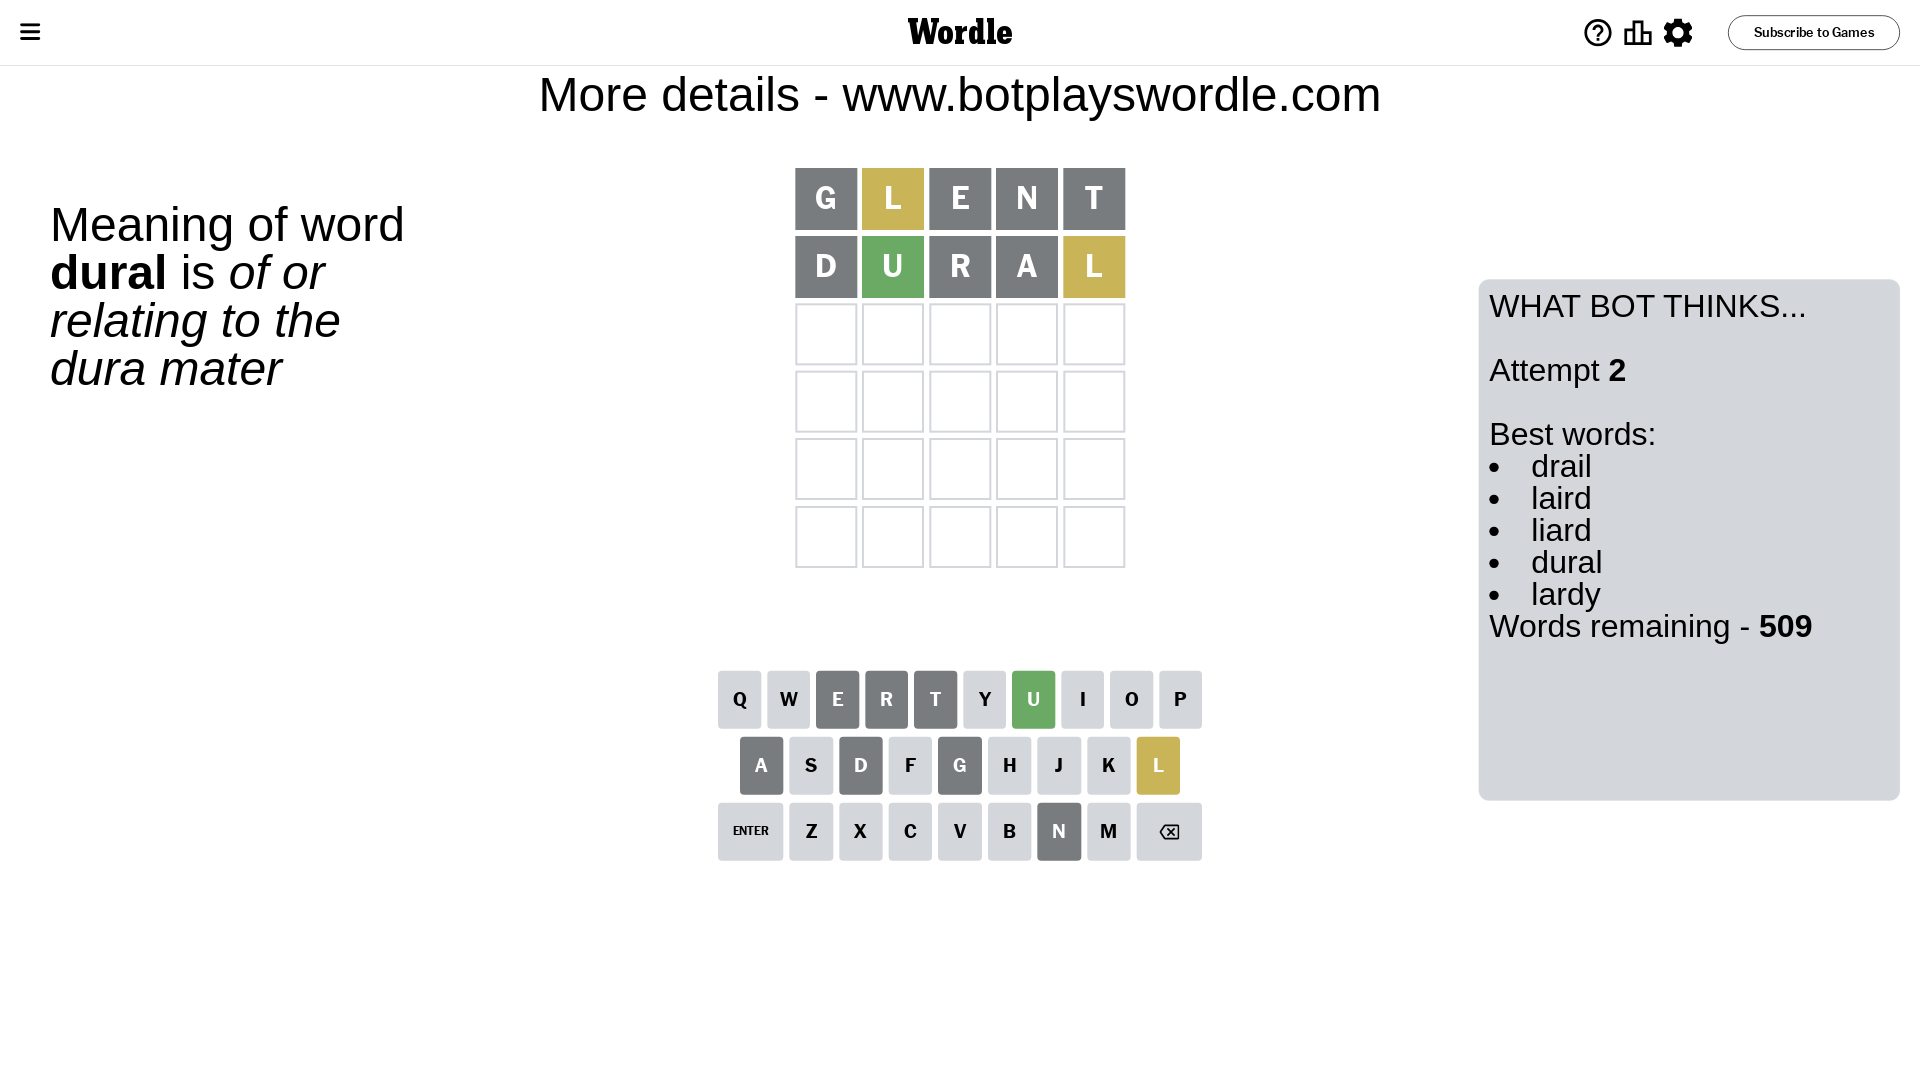 Wordle
Subscribe to Games
More details - www.botplayswordle.com
Meaning of word
dural is of or
relating to the
dura mater
G L E N T
D U R A L
WHAT BOT THINKS...
Attempt 2
Best words:
• drail
• laird
• liard
• dural
• lardy
Words remaining - 509
Q W E R T Y U I O P
A S D F G H J K L
ENTER Z X C V B N M